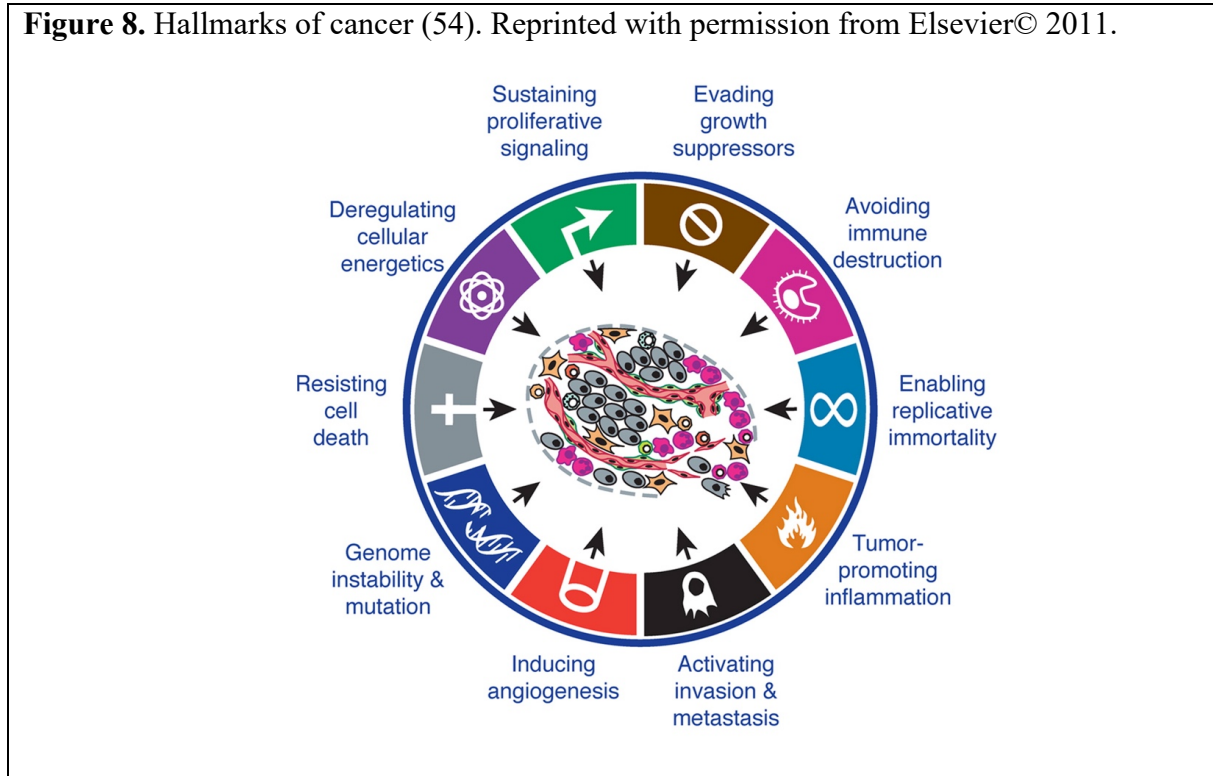 Figure 8. Hallmarks of cancer (54). Reprinted with permission from Elsevier© 2011.
Sustaining
proliferative
signaling
Evading
growth
suppressors
Deregulating
cellular
energetics
Avoiding
immune
destruction
Resisting
cell
death
Enabling
replicative
immortality
Genome
instability &
mutation
Tumor-
promoting
inflammation
Inducing
angiogenesis
Activating
invasion &
metastasis